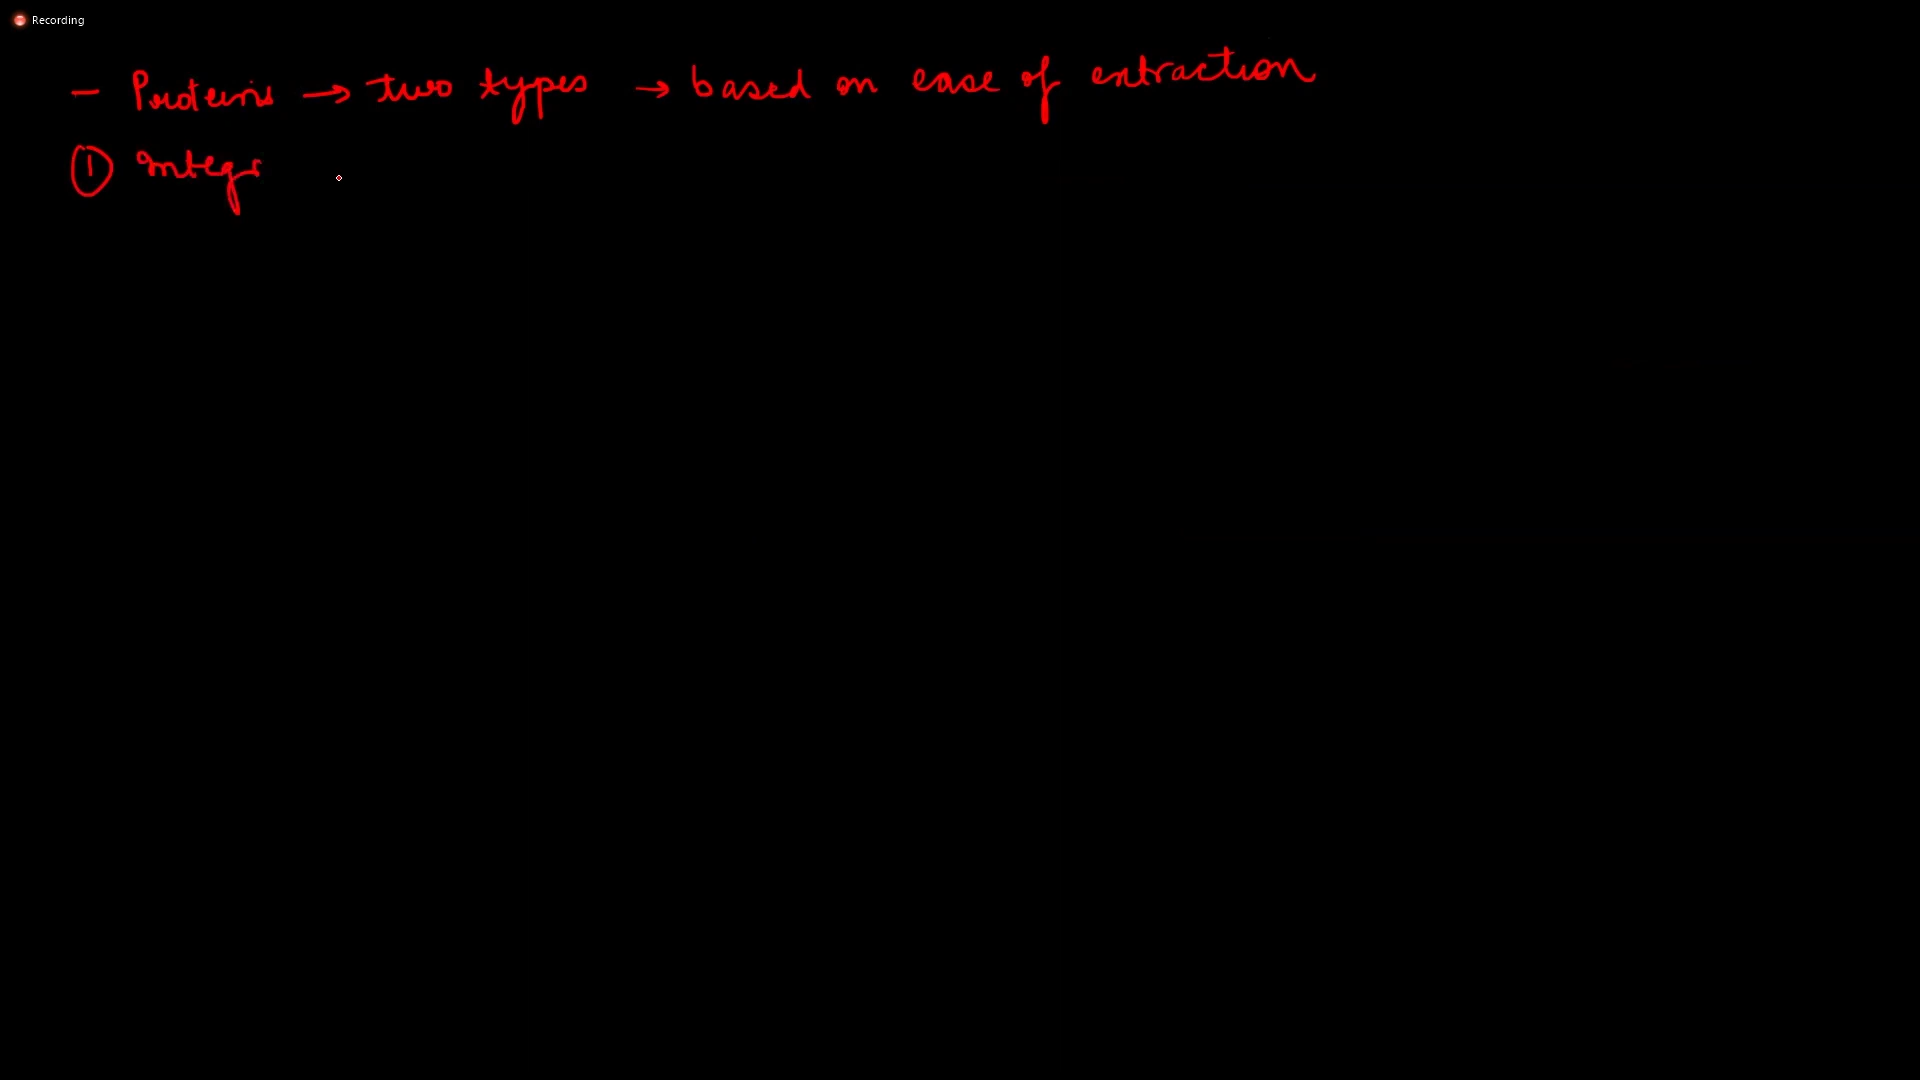 Recording
- Proteins → two types → based on ease of extraction
① Integr